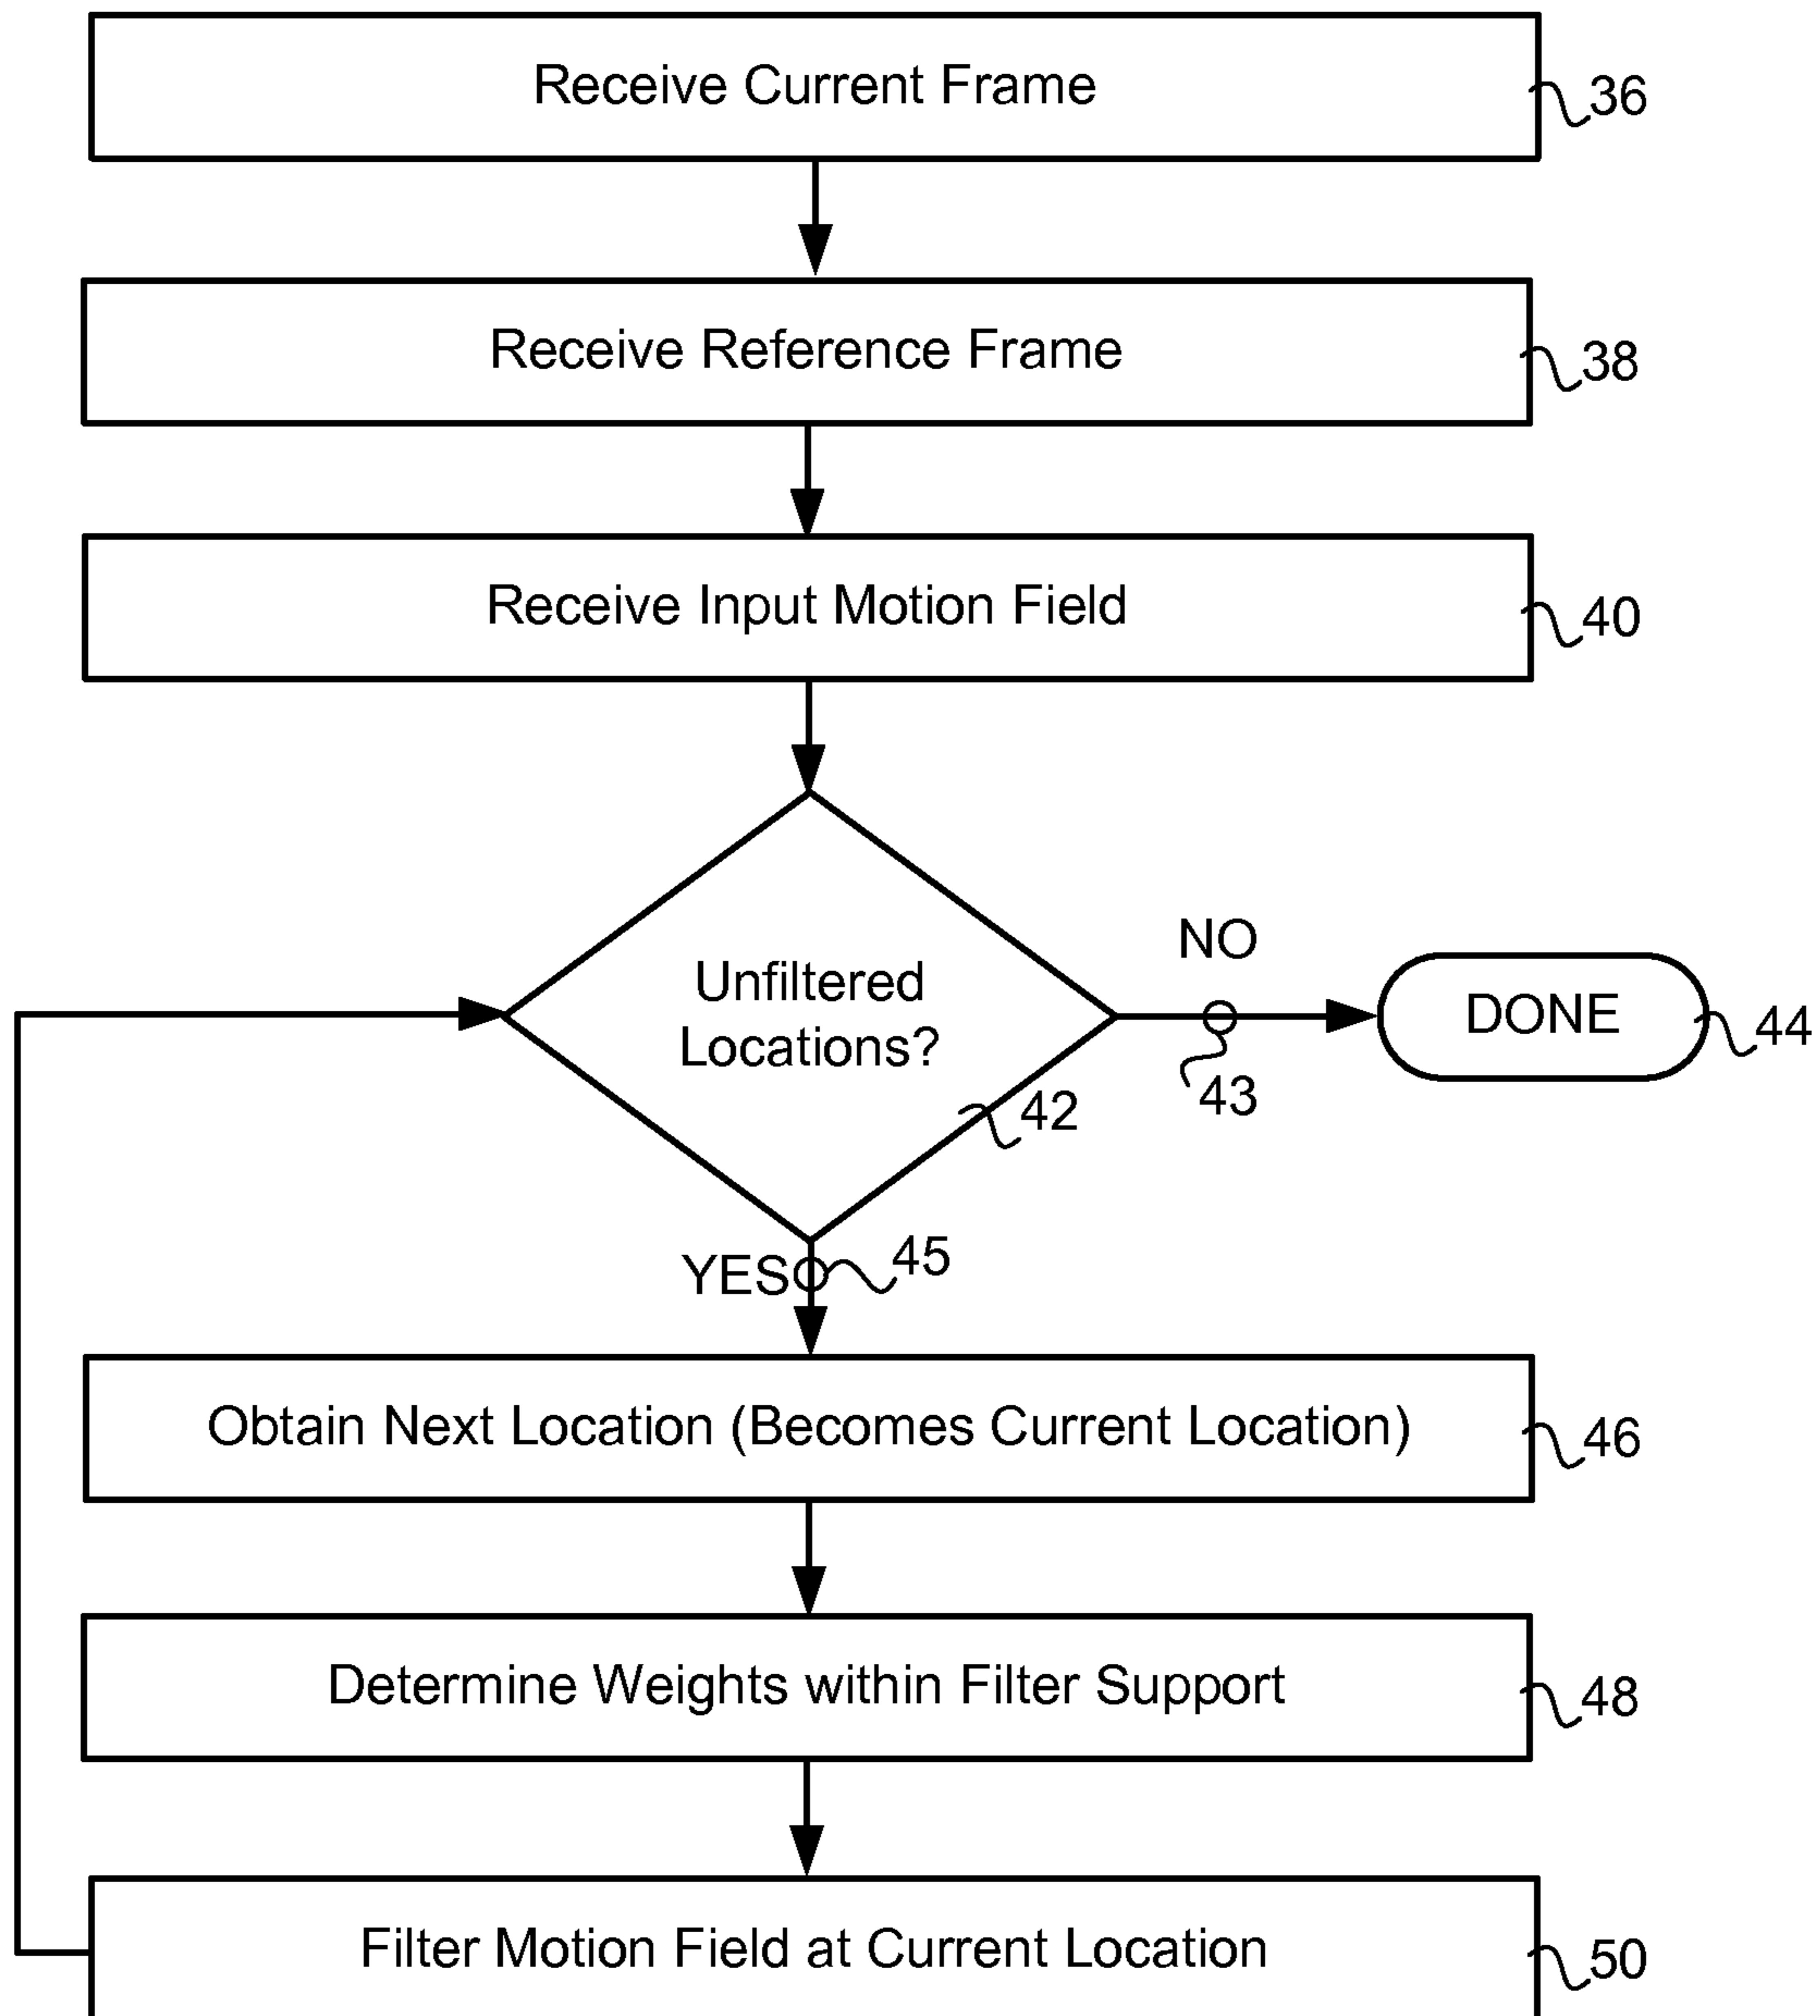 Receive Current Frame
36
Receive Reference Frame
38
Receive Input Motion Field
40
Unfiltered
Locations?
42
NO
43
DONE
44
YES
45
Obtain Next Location (Becomes Current Location)
46
Determine Weights within Filter Support
48
Filter Motion Field at Current Location
50